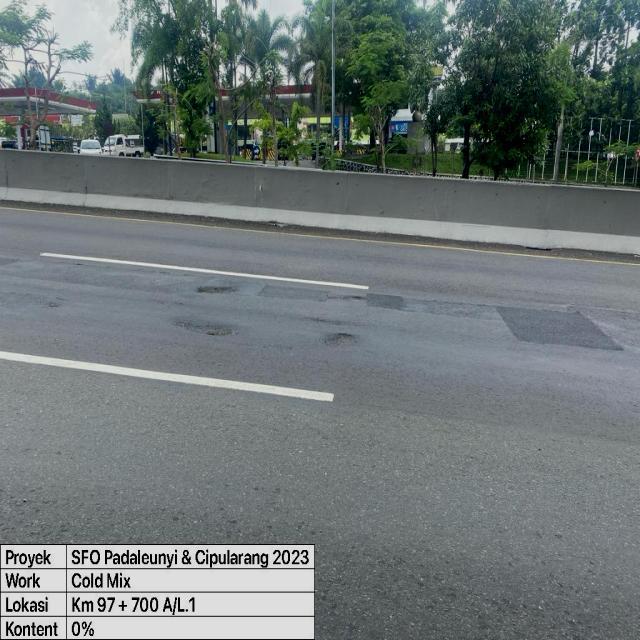 Proyek SFO Padaleunyi & Cipularang 2023
Work Cold Mix
Lokasi Km 97 + 700 A/L.1
Kontent 0%